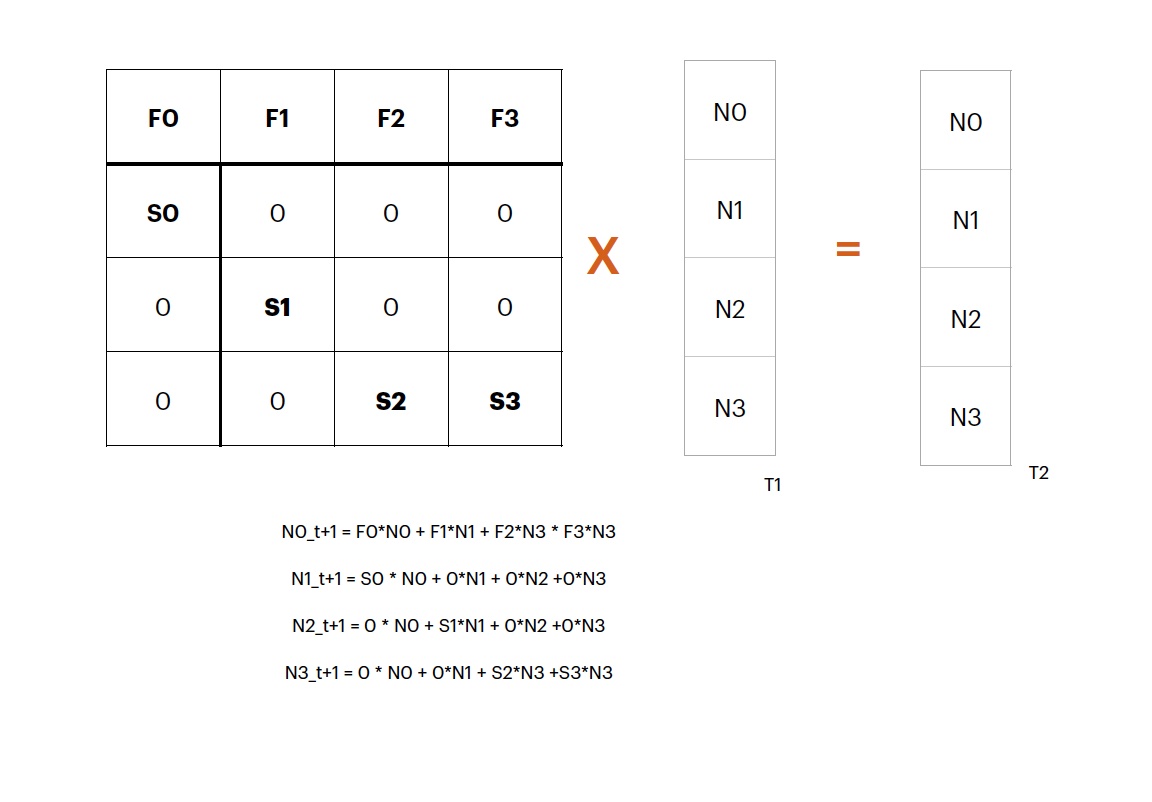 F0 F1 F2 F3
S0 0 0 0
0 S1 0 0
0 0 S2 S3
X
N0
N1
N2
N3
T1
=
N0
N1
N2
N3
T2
N0_t+1 = F0*N0 + F1*N1 + F2*N3 * F3*N3
N1_t+1 = S0 * N0 + 0*N1 + 0*N2 +0*N3
N2_t+1 = 0 * N0 + S1*N1 + 0*N2 +0*N3
N3_t+1 = 0 * N0 + 0*N1 + S2*N3 +S3*N3